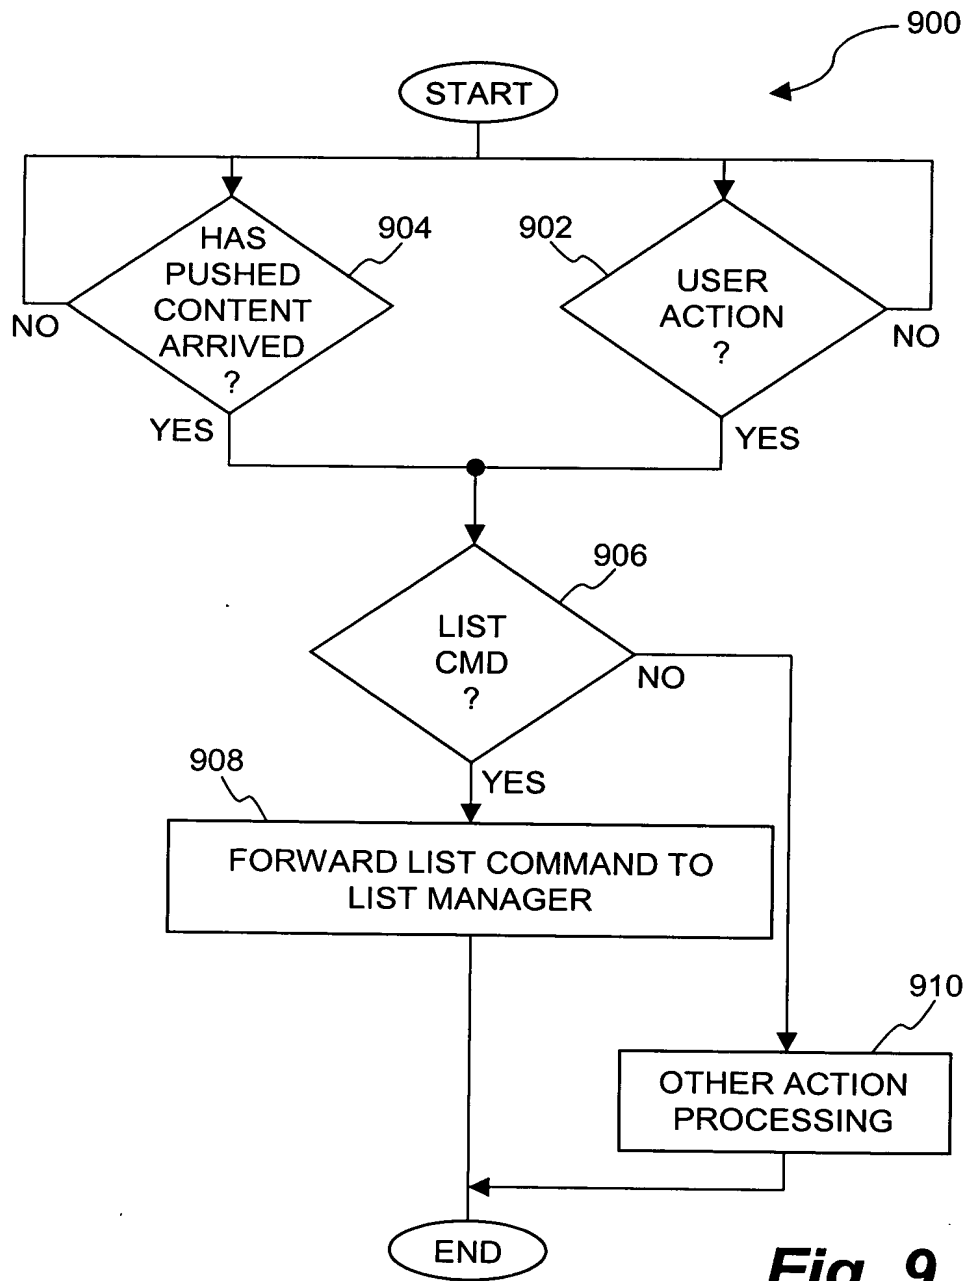 900
START
904
902
HAS
PUSHED
CONTENT
ARRIVED
?
USER
ACTION
?
NO
NO
YES
YES
906
LIST
CMD
?
NO
908
YES
FORWARD LIST COMMAND TO
LIST MANAGER
910
OTHER ACTION
PROCESSING
END
Fig. 9